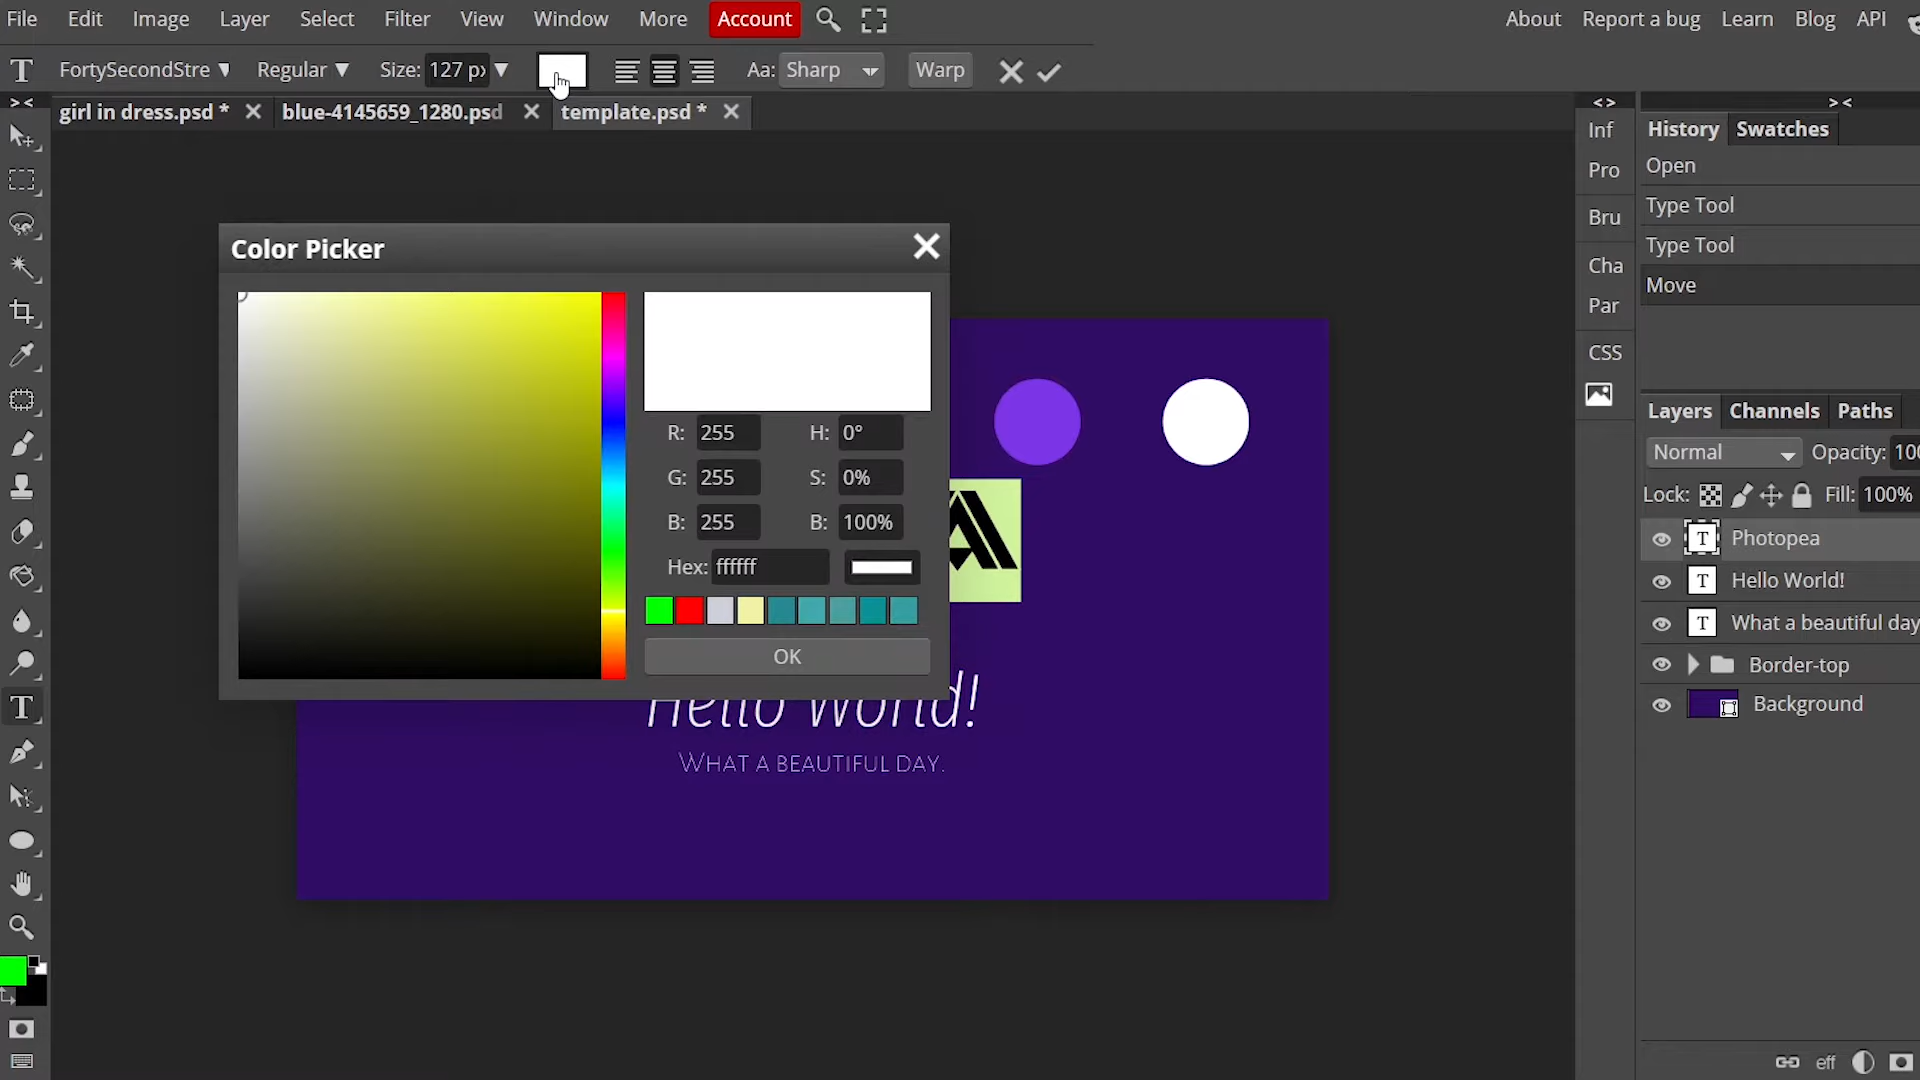 File Edit Image Layer Select Filter View Window More Account About Report a bug Learn Blog API
T FortySecondStre Regular Size: 127 px Aa: Sharp Warp
girl in dress.psd * blue-4145659_1280.psd template.psd *
> < < > > <
Inf
Pro
Bru
Cha
Par
CSS
History Swatches
Open
Type Tool
Type Tool
Move
Color Picker
R: 255 H: 0°
G: 255 S: 0%
B: 255 B: 100%
Hex: ffffff
OK
A
Hello World!
WHAT A BEAUTIFUL DAY.
Layers Channels Paths
Normal Opacity: 100
Lock: Fill: 100%
T Photopea
T Hello World!
T What a beautiful day
Border-top
Background
T
eff